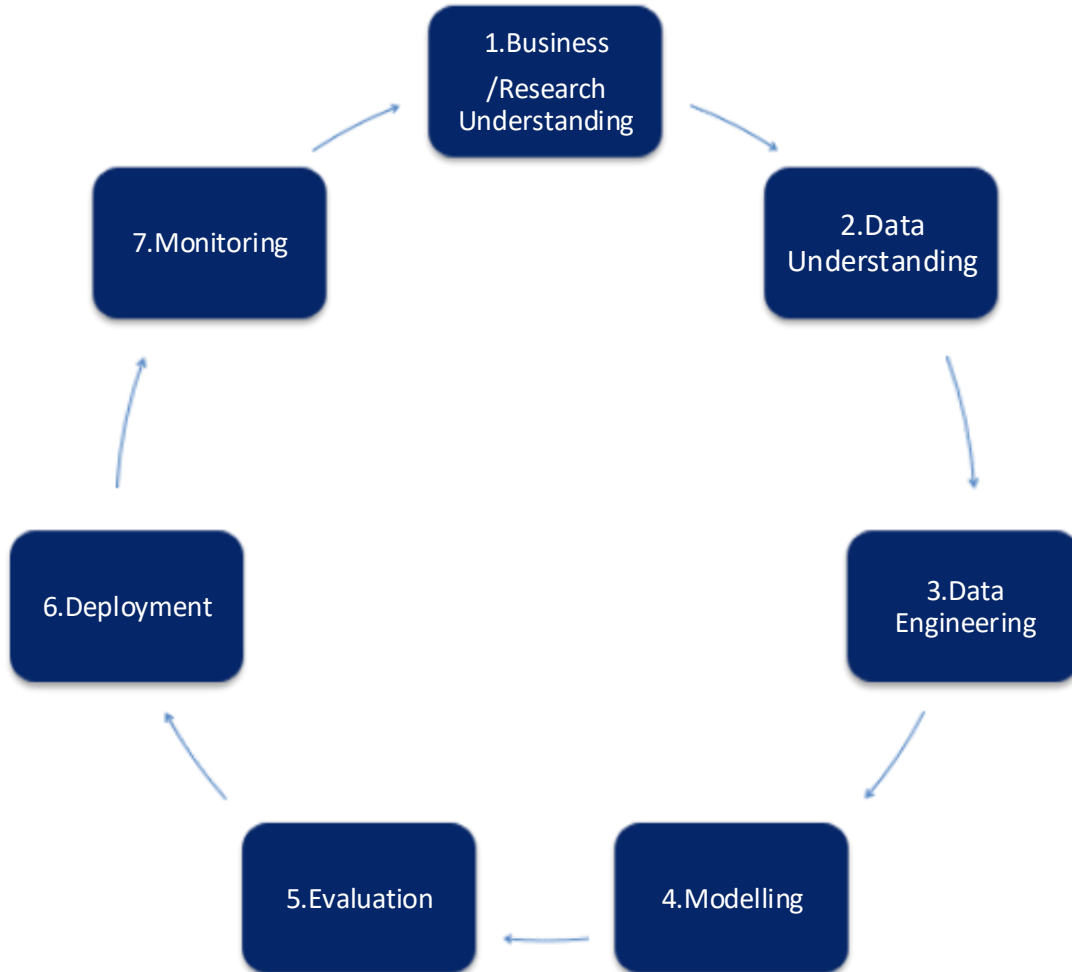 1.Business
/Research
Understanding
2.Data
Understanding
3.Data
Engineering
4.Modelling
5.Evaluation
6.Deployment
7.Monitoring